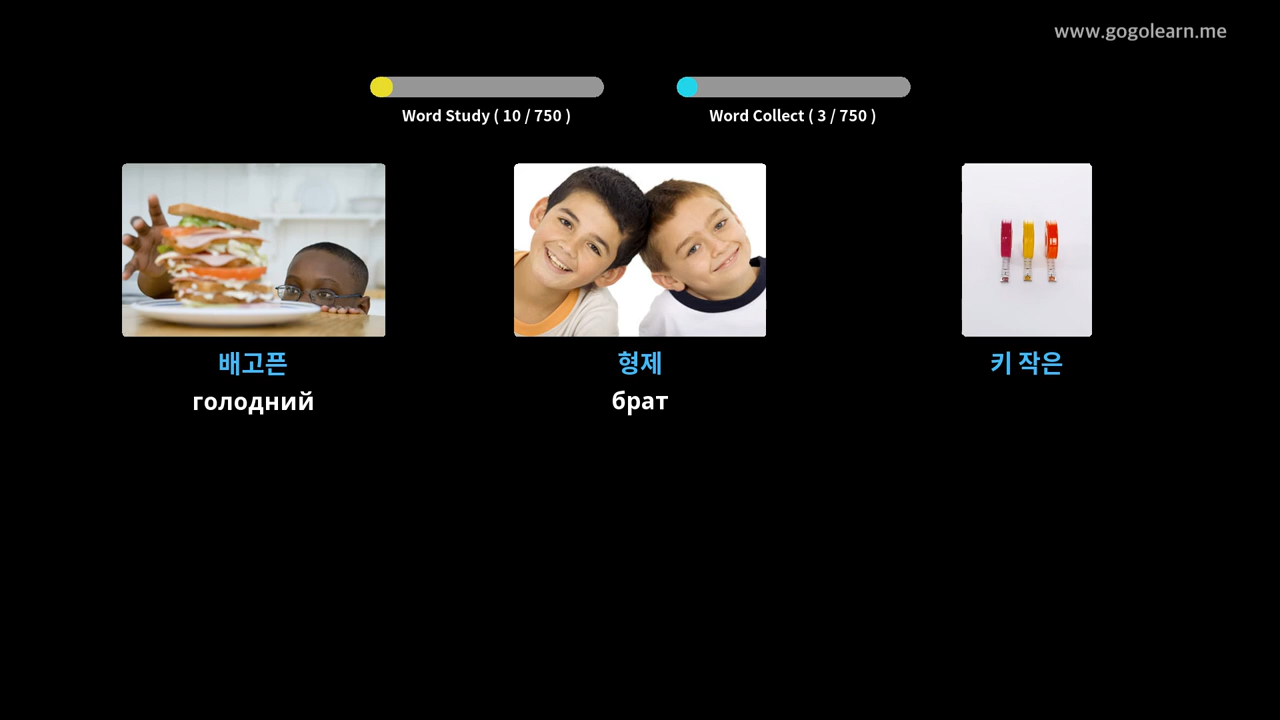 www.gogolearn.me
Word Study ( 10 / 750 )
Word Collect ( 3 / 750 )
배고픈
형제
키 작은
голодний
брат